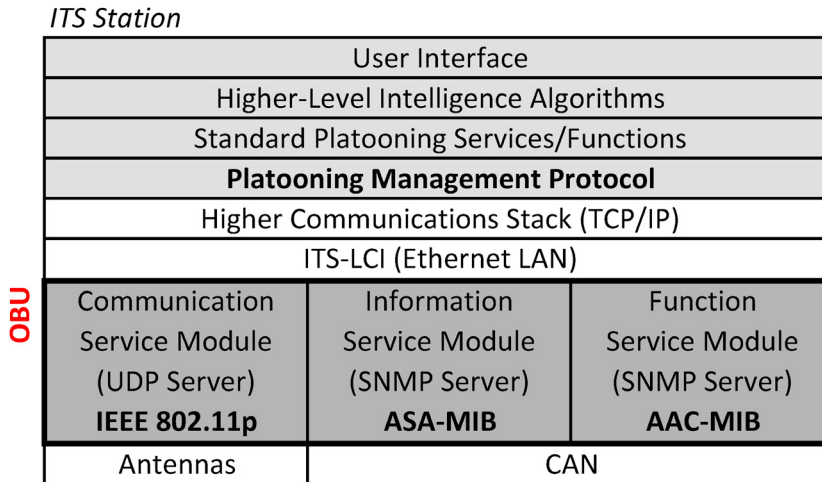 ITS Station
User Interface
Higher-Level Intelligence Algorithms
Standard Platooning Services/Functions
Platooning Management Protocol
Higher Communications Stack (TCP/IP)
ITS-LCI (Ethernet LAN)
OBU
Communication
Service Module
(UDP Server)
IEEE 802.11p
Information
Service Module
(SNMP Server)
ASA-MIB
Function
Service Module
(SNMP Server)
AAC-MIB
Antennas
CAN